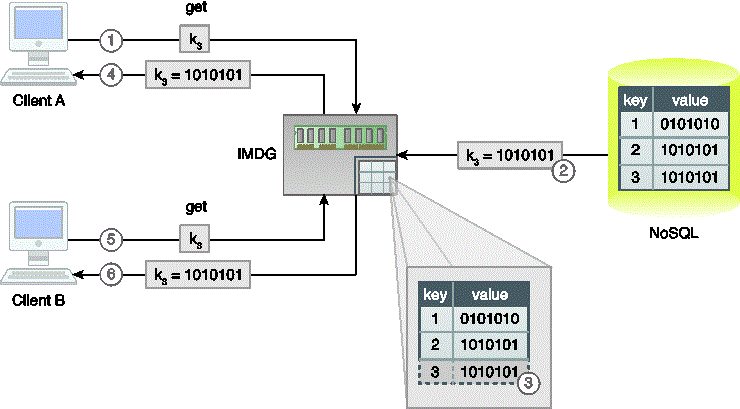 get
1
k3
4
k3 = 1010101
Client A
IMDG
k3 = 1010101
2
key value
1 0101010
2 1010101
3 1010101
NoSQL
get
5
k3
6
k3 = 1010101
Client B
key value
1 0101010
2 1010101
3 1010101
3